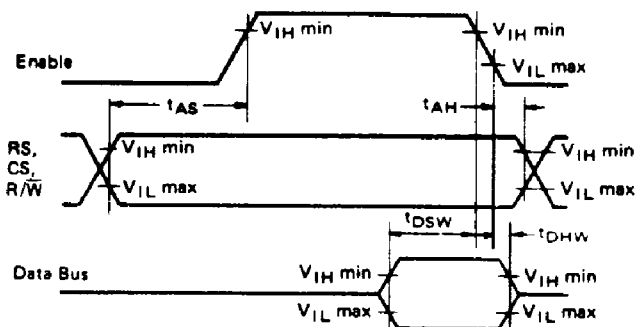 Enable
VIH min
VIH min
VIL max
tAS
tAH
RS,
CS,
R/W̅
VIH min
VIL max
VIH min
VIL max
tDSW
tDHW
Data Bus
VIH min
VIL max
VIH min
VIL max